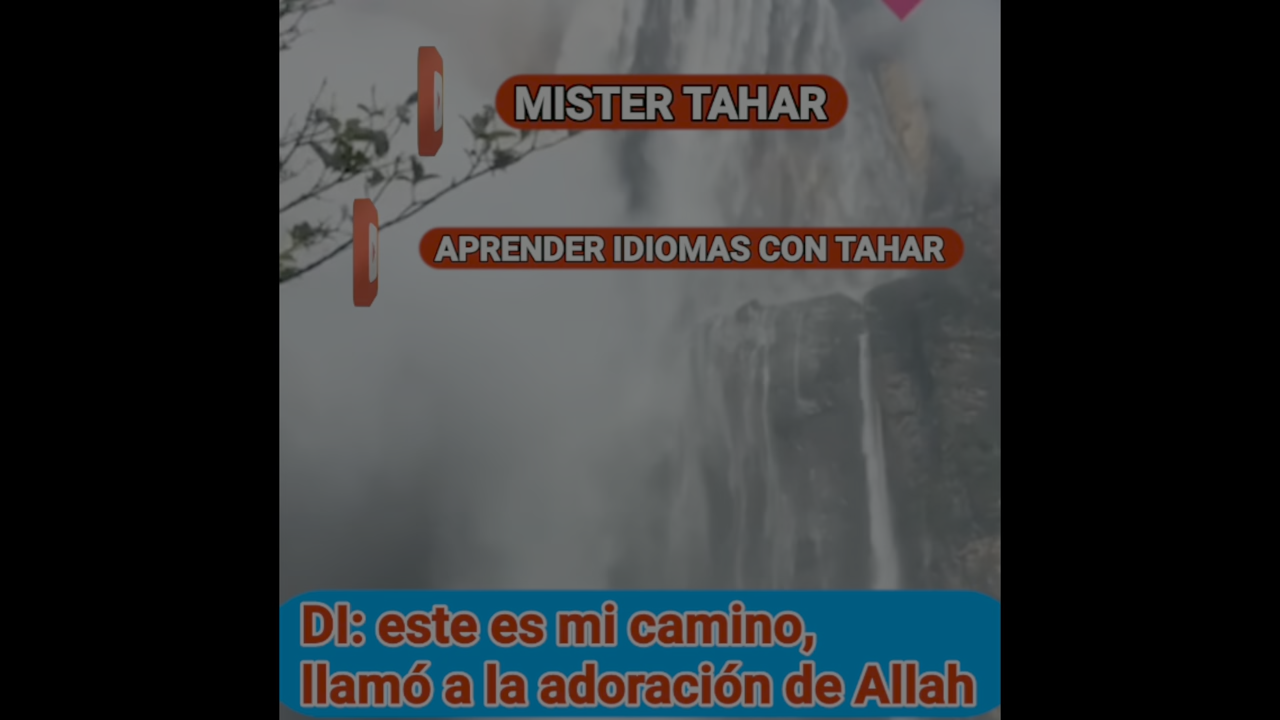 MISTER TAHAR
APRENDER IDIOMAS CON TAHAR
DI: este es mi camino,
llamó a la adoración de Allah